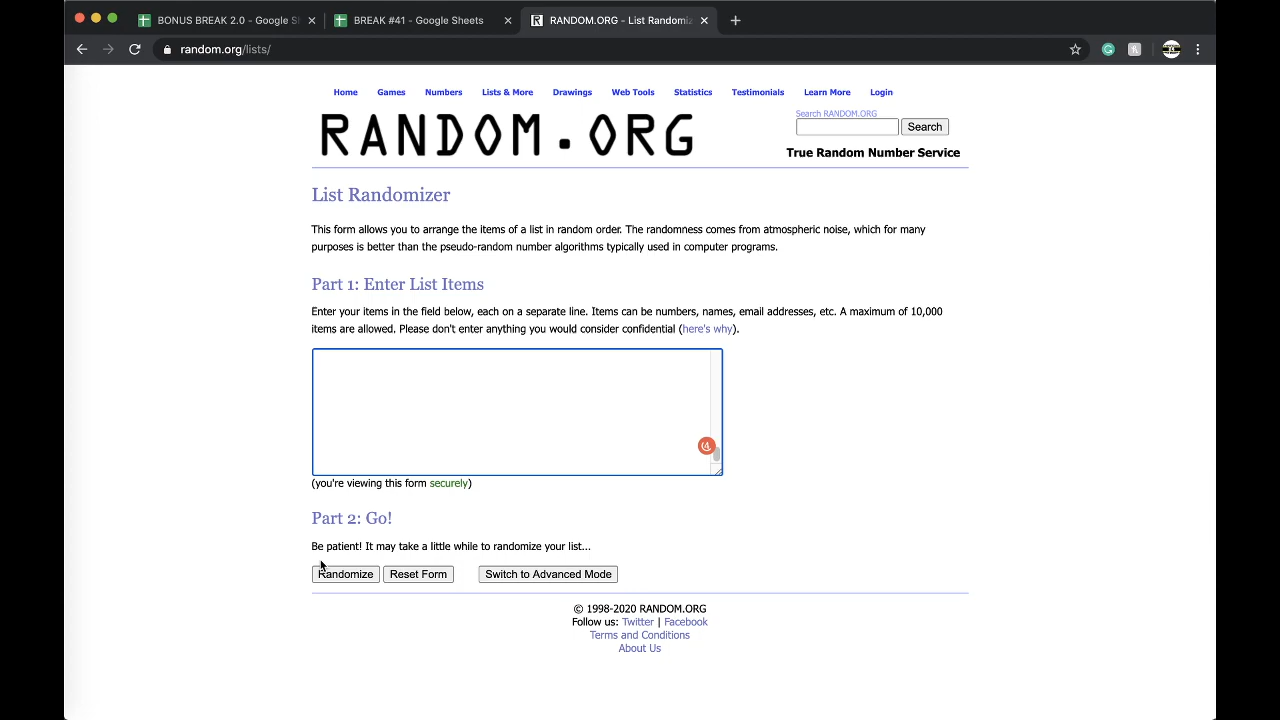 BONUS BREAK 2.0 - Google S
BREAK #41 - Google Sheets
RANDOM.ORG - List Randomiz
random.org/lists/
Home Games Numbers Lists & More Drawings Web Tools Statistics Testimonials Learn More Login
RANDOM.ORG
Search RANDOM.ORG
Search
True Random Number Service
List Randomizer
This form allows you to arrange the items of a list in random order. The randomness comes from atmospheric noise, which for many
purposes is better than the pseudo-random number algorithms typically used in computer programs.
Part 1: Enter List Items
Enter your items in the field below, each on a separate line. Items can be numbers, names, email addresses, etc. A maximum of 10,000
items are allowed. Please don't enter anything you would consider confidential (here's why).
(you're viewing this form securely)
Part 2: Go!
Be patient! It may take a little while to randomize your list...
Randomize Reset Form Switch to Advanced Mode
© 1998-2020 RANDOM.ORG
Follow us: Twitter | Facebook
Terms and Conditions
About Us